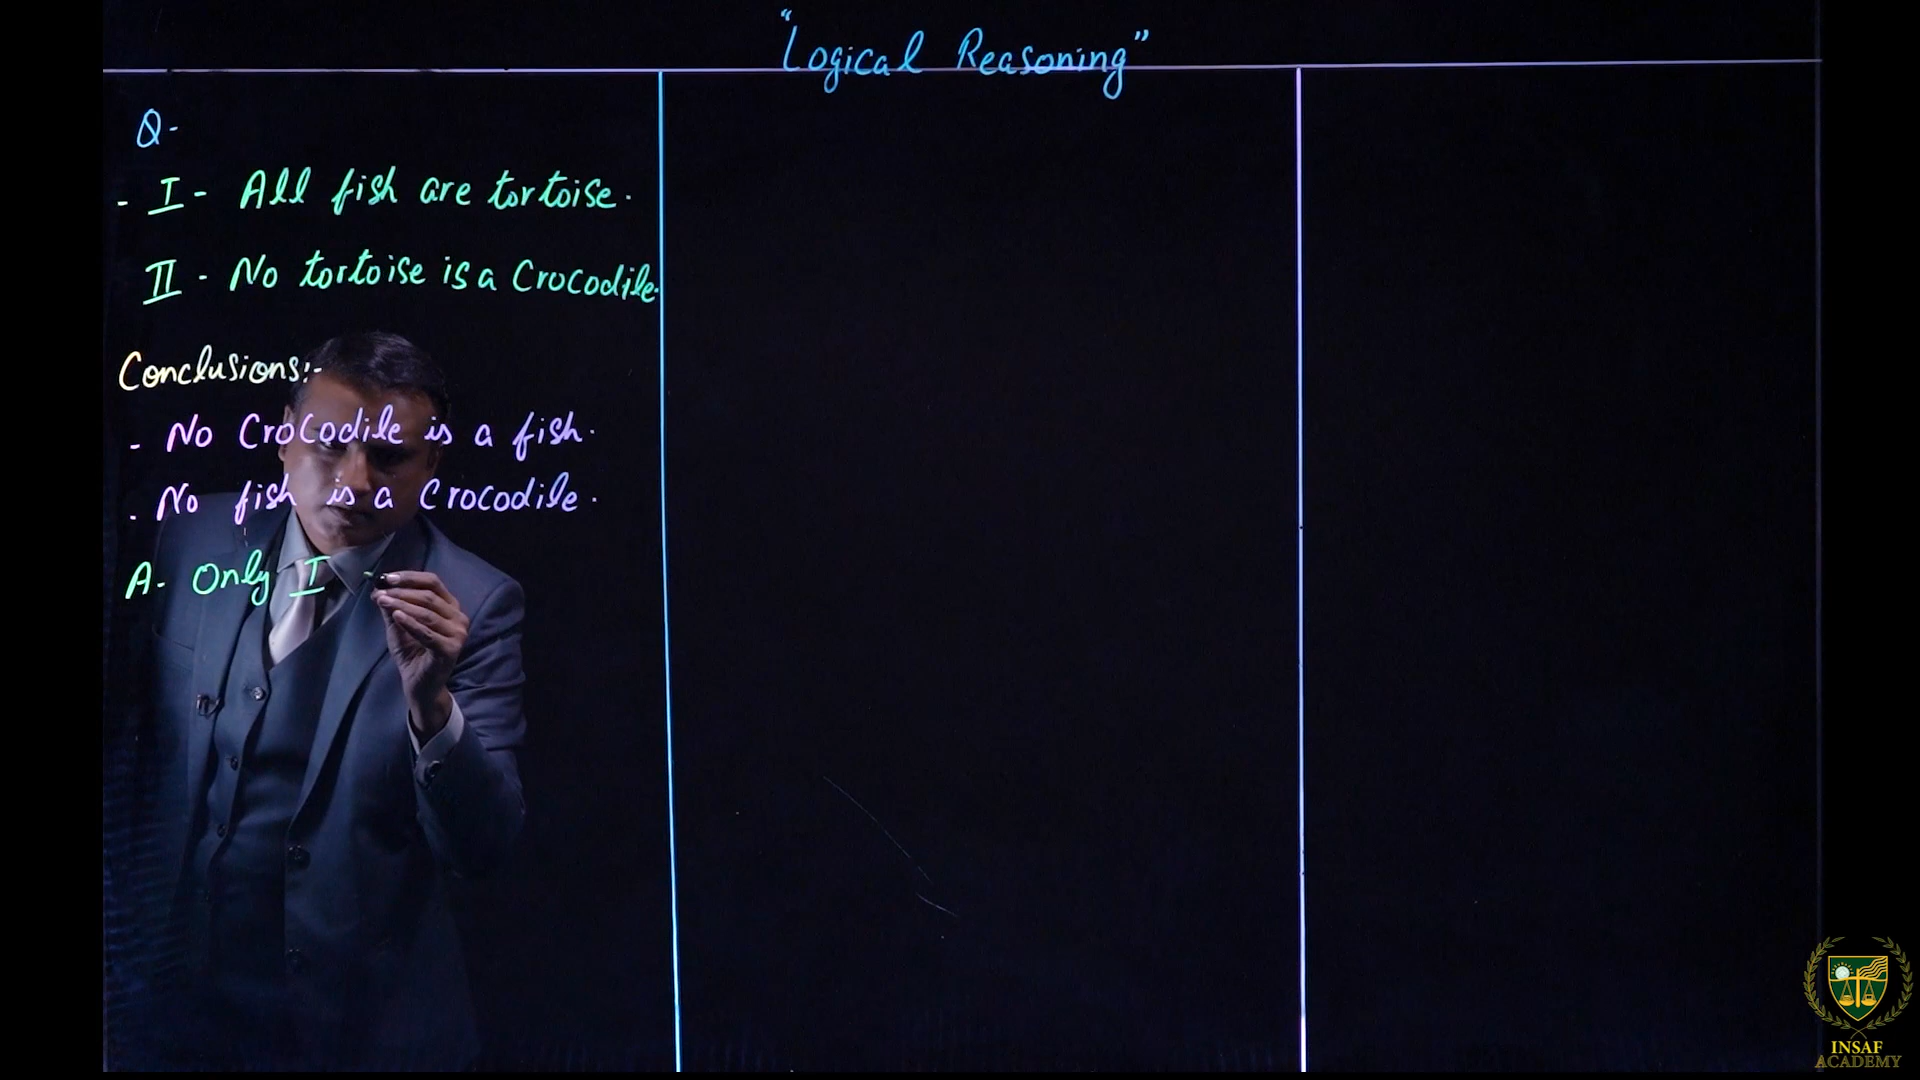 "Logical Reasoning"
Q-
- I - All fish are tortoise.
II - No tortoise is a Crocodile.
Conclusions:-
- No Crocodile is a fish.
- No fish is a Crocodile.
A- Only I
INSAF
ACADEMY